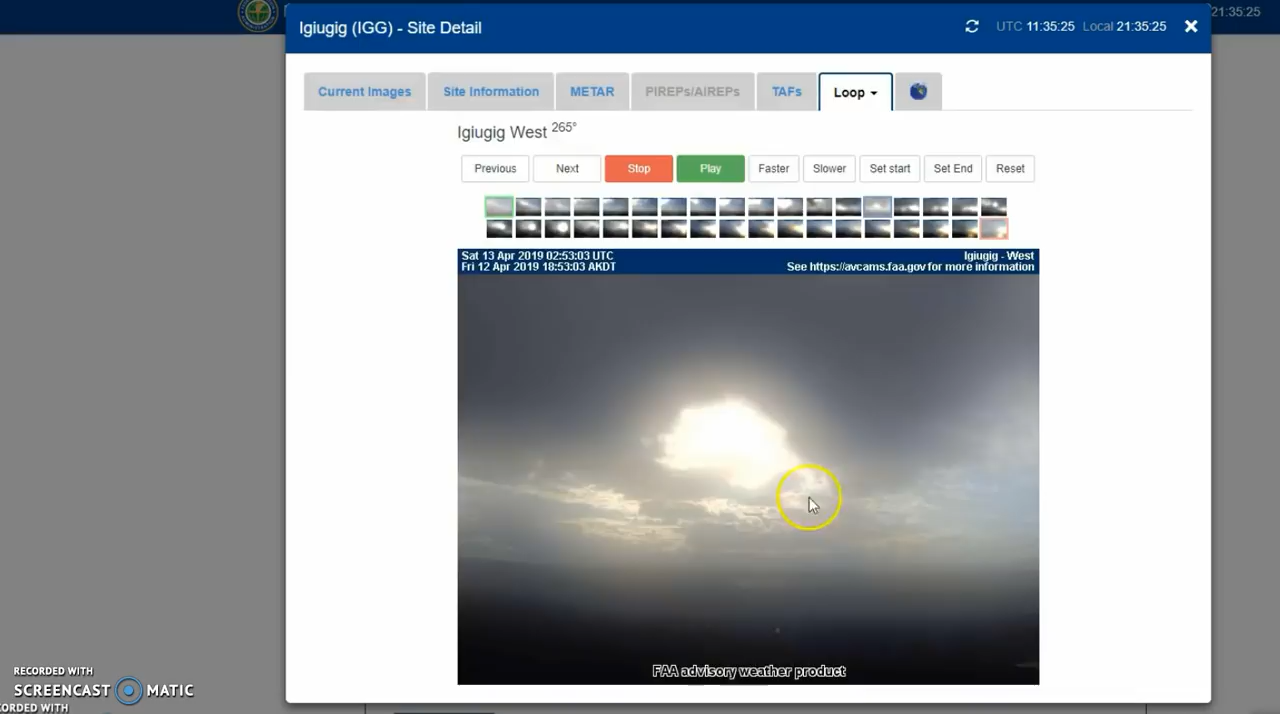 Igiugig (IGG) - Site Detail
UTC 11:35:25 Local 21:35:25
21:35:25
Current Images
Site Information
METAR
PIREPs/AIREPs
TAFs
Loop
Igiugig West 265°
Previous
Next
Stop
Play
Faster
Slower
Set start
Set End
Reset
Sat 13 Apr 2019 02:53:03 UTC
Igiugig - West
Fri 12 Apr 2019 18:53:03 AKDT
See https://avcams.faa.gov for more information
FAA advisory weather product
RECORDED WITH
SCREENCAST MATIC
CORDED WITH